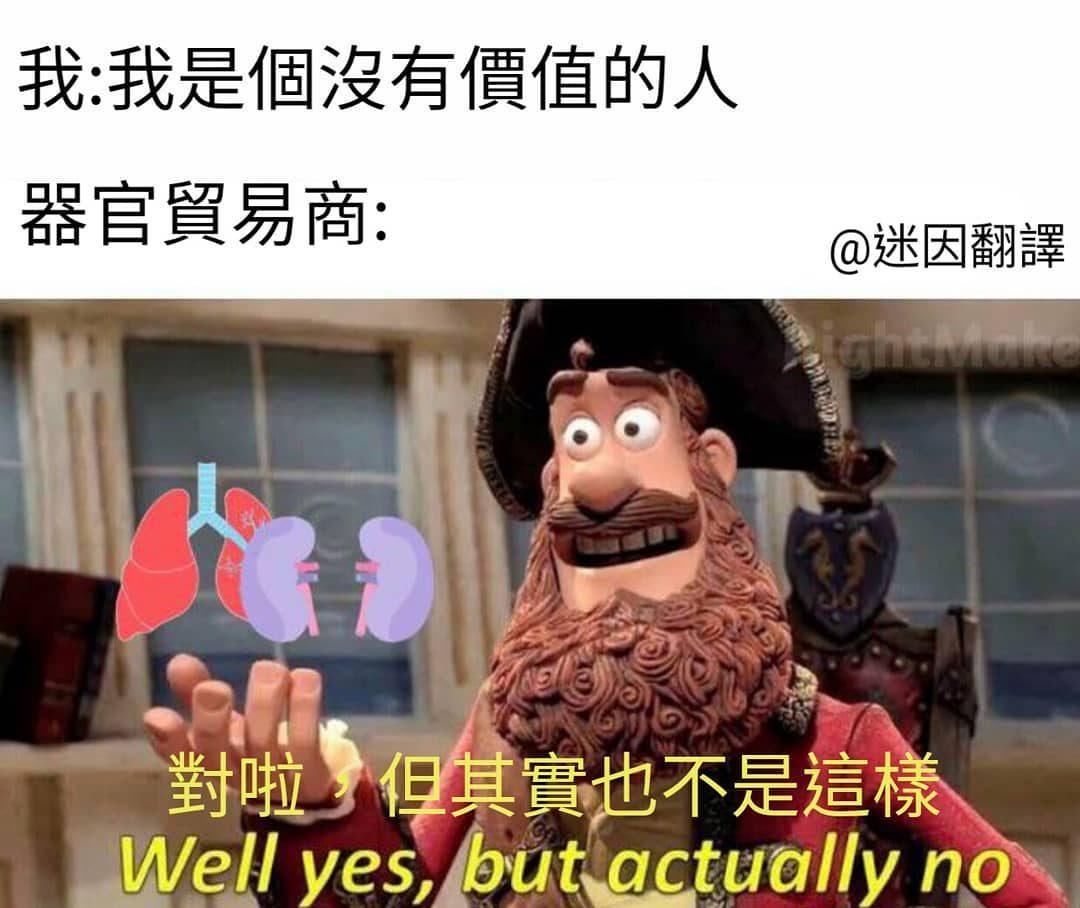 我:我是個沒有價值的人
器官貿易商:
@迷因翻譯
對啦，但其實也不是這樣
Well yes, but actually no